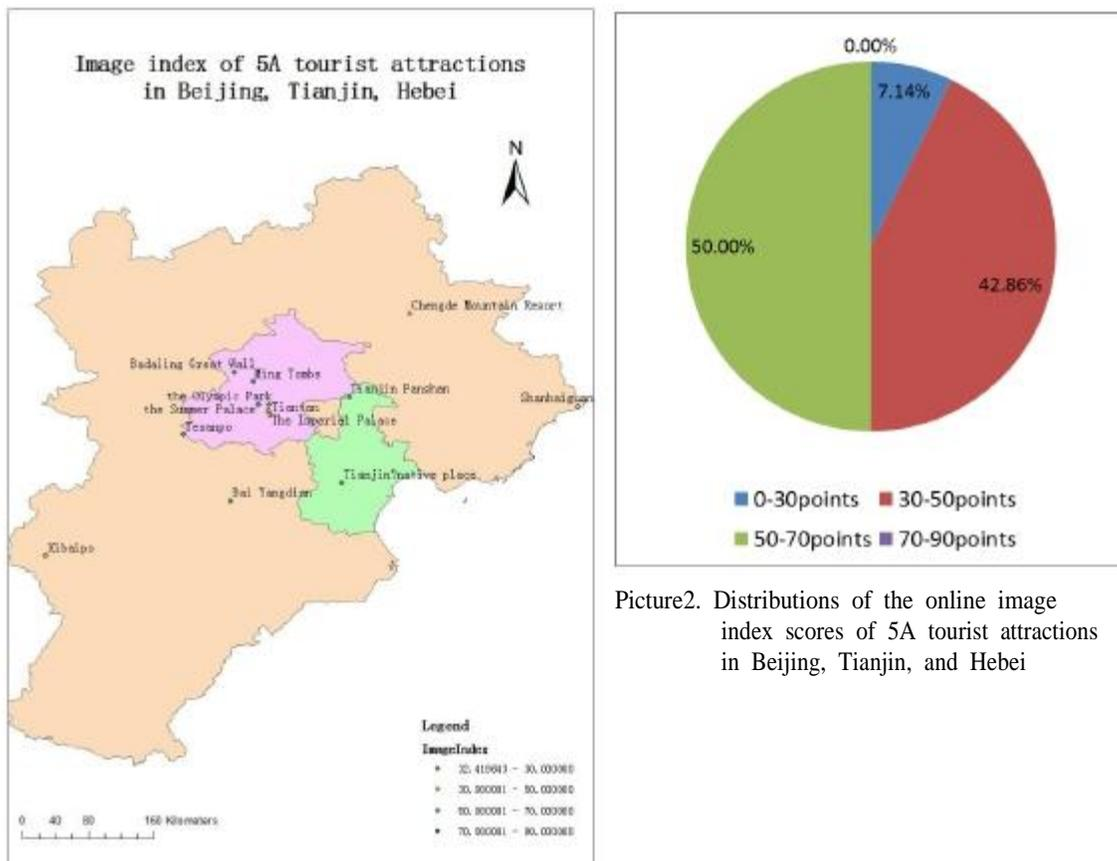 Image index of 5A tourist attractions
in Beijing, Tianjin, Hebei
N
Chengde Mountain Resort
Badaling Great Wall
Ming Tombs
the Olympic Park
Tianjin Panshan
Shanhaiguan
the Summer Palace
Tiantan
The Imperial Palace
Yesanpo
Tianjin native place
Bai Yangdian
Xibaipo
Legend
ImageIndex
0 40 80 160 Kilometers
0.00%
7.14%
50.00%
42.86%
0-30points
30-50points
50-70points
70-90points
Picture2. Distributions of the online image
index scores of 5A tourist attractions
in Beijing, Tianjin, and Hebei